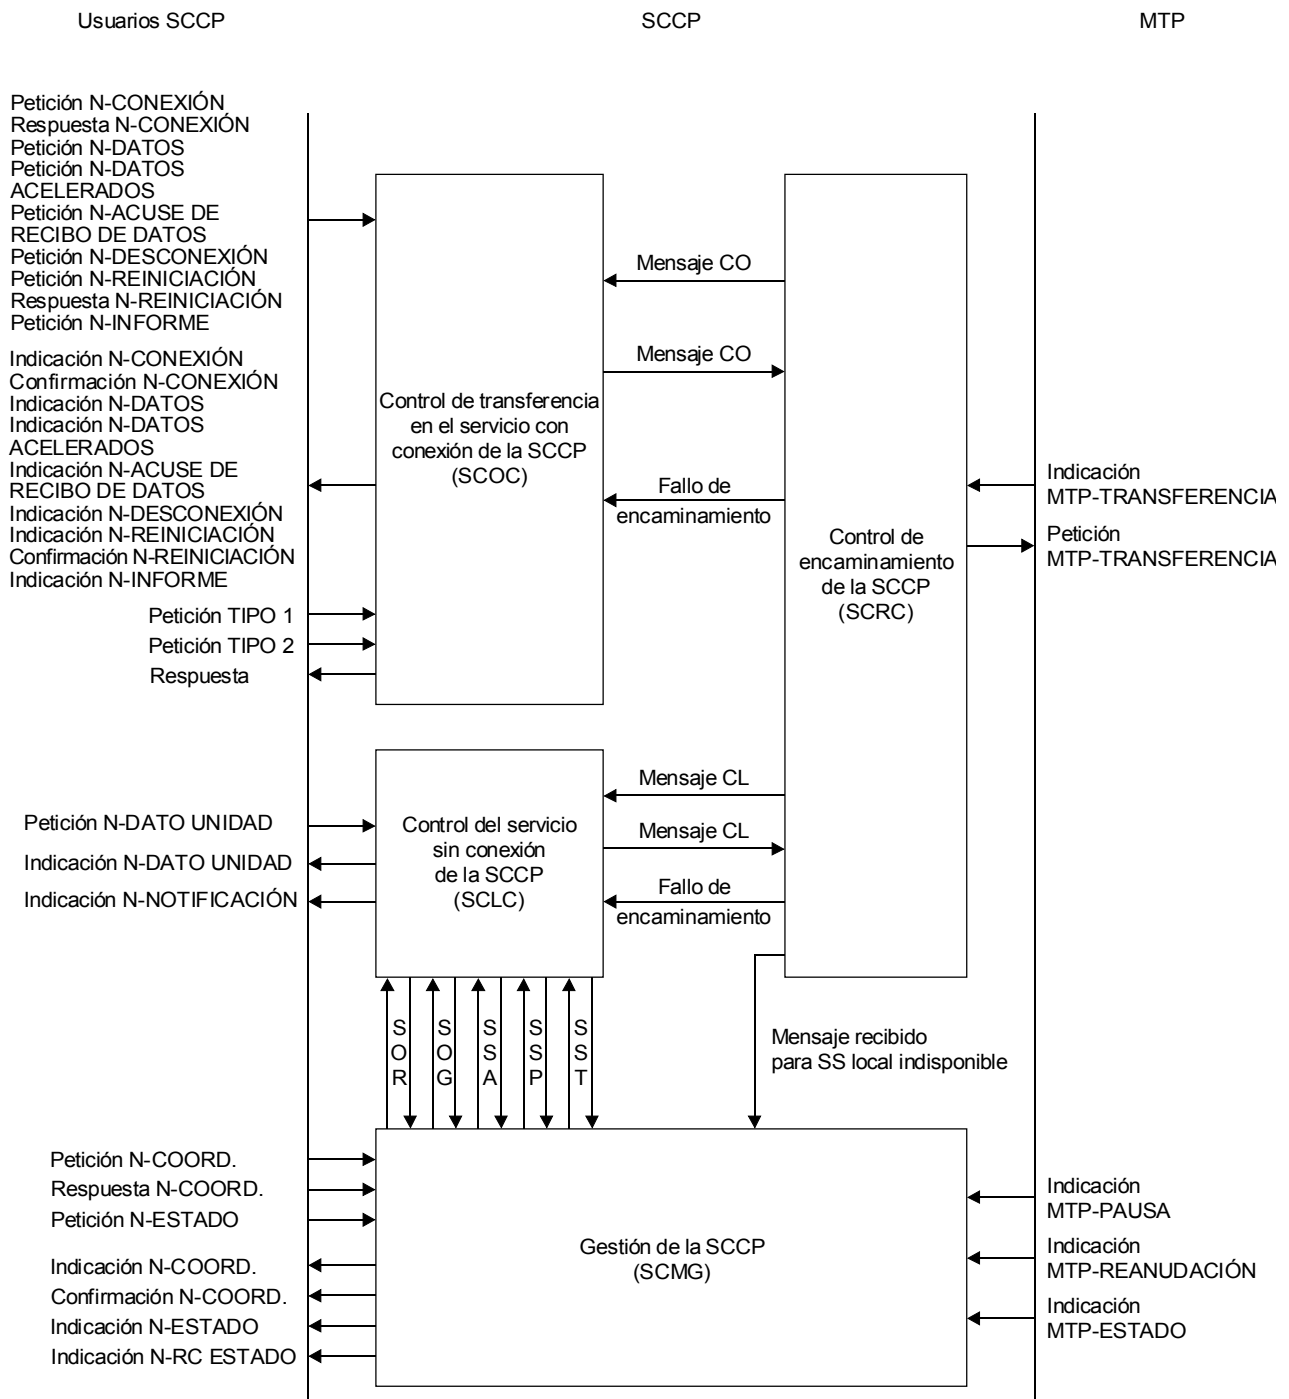 Usuarios SCCP
SCCP
MTP
Petición N-CONEXIÓN
Respuesta N-CONEXIÓN
Petición N-DATOS
Petición N-DATOS
ACELERADOS
Petición N-ACUSE DE
RECIBO DE DATOS
Petición N-DESCONEXIÓN
Petición N-REINICIACIÓN
Respuesta N-REINICIACIÓN
Petición N-INFORME
Indicación N-CONEXIÓN
Confirmación N-CONEXIÓN
Indicación N-DATOS
Indicación N-DATOS
ACELERADOS
Indicación N-ACUSE DE
RECIBO DE DATOS
Indicación N-DESCONEXIÓN
Indicación N-REINICIACIÓN
Confirmación N-REINICIACIÓN
Indicación N-INFORME
Petición TIPO 1
Petición TIPO 2
Respuesta
Control de transferencia
en el servicio con
conexión de la SCCP
(SCOC)
Mensaje CO
Mensaje CO
Fallo de
encaminamiento
Control de
encaminamiento
de la SCCP
(SCRC)
Indicación
MTP-TRANSFERENCIA
Petición
MTP-TRANSFERENCIA
Petición N-DATO UNIDAD
Indicación N-DATO UNIDAD
Indicación N-NOTIFICACIÓN
Control del servicio
sin conexión
de la SCCP
(SCLC)
Mensaje CL
Mensaje CL
Fallo de
encaminamiento
SOR
SOG
SSA
SSP
SST
Mensaje recibido
para SS local indisponible
Petición N-COORD.
Respuesta N-COORD.
Petición N-ESTADO
Indicación N-COORD.
Confirmación N-COORD.
Indicación N-ESTADO
Indicación N-RC ESTADO
Gestión de la SCCP
(SCMG)
Indicación
MTP-PAUSA
Indicación
MTP-REANUDACIÓN
Indicación
MTP-ESTADO